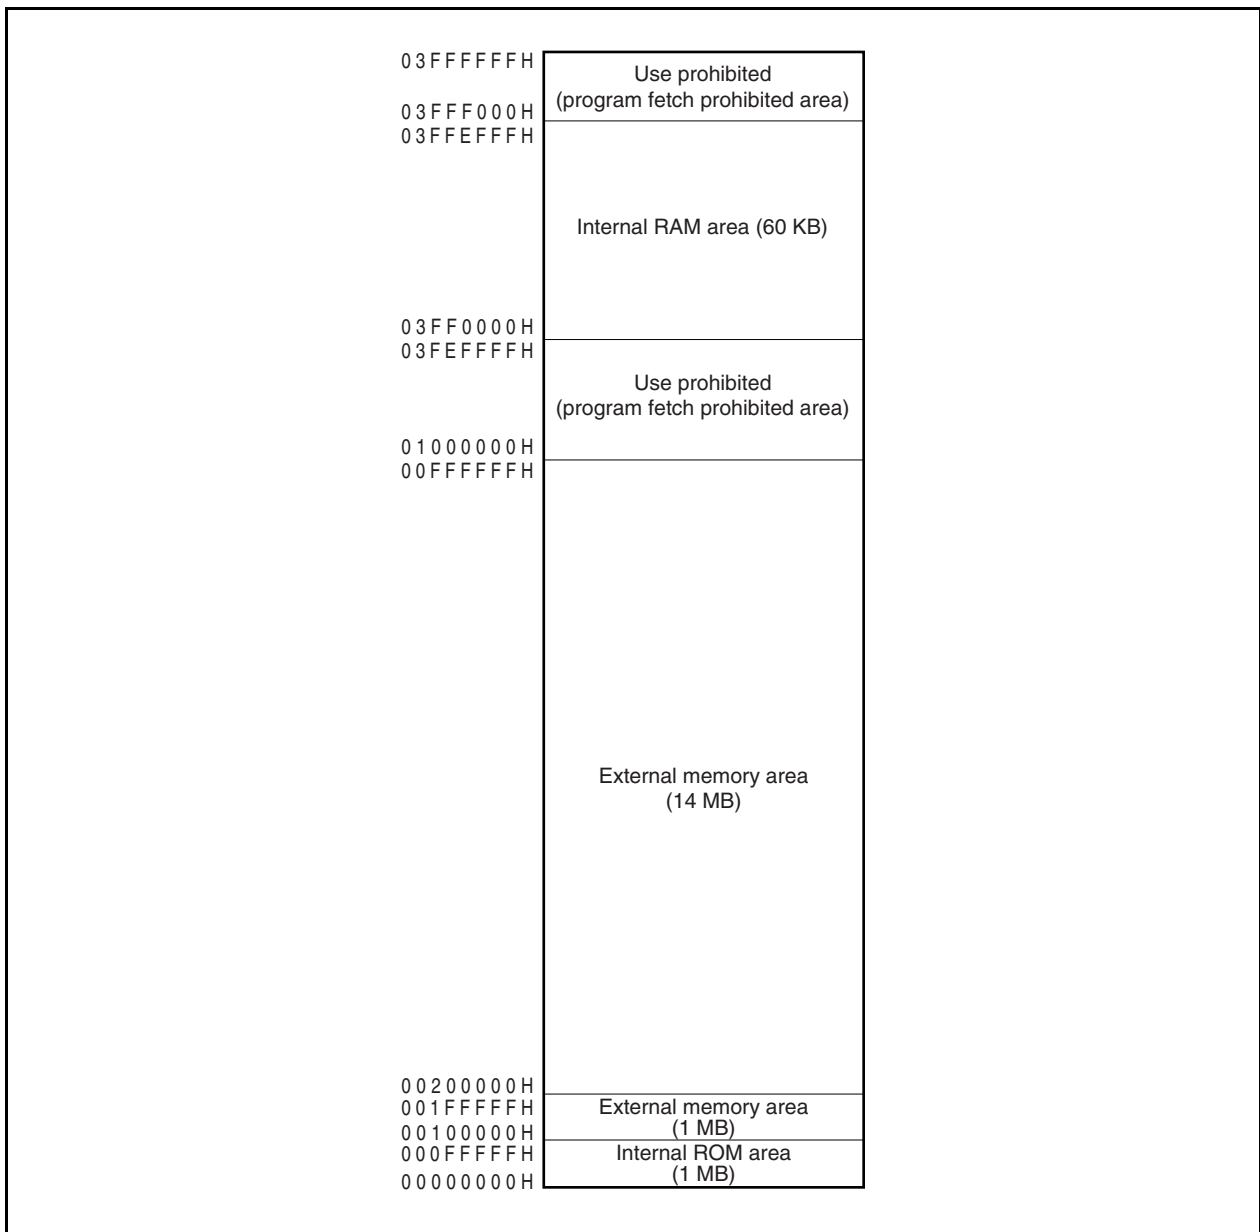 03FFFFFFH
Use prohibited
(program fetch prohibited area)
03FFF000H
03FFEFFFH
Internal RAM area (60 KB)
03FF0000H
03FEFFFFH
Use prohibited
(program fetch prohibited area)
01000000H
00FFFFFFH
External memory area
(14 MB)
00200000H
001FFFFFH
External memory area
(1 MB)
00100000H
000FFFFFH
Internal ROM area
(1 MB)
00000000H